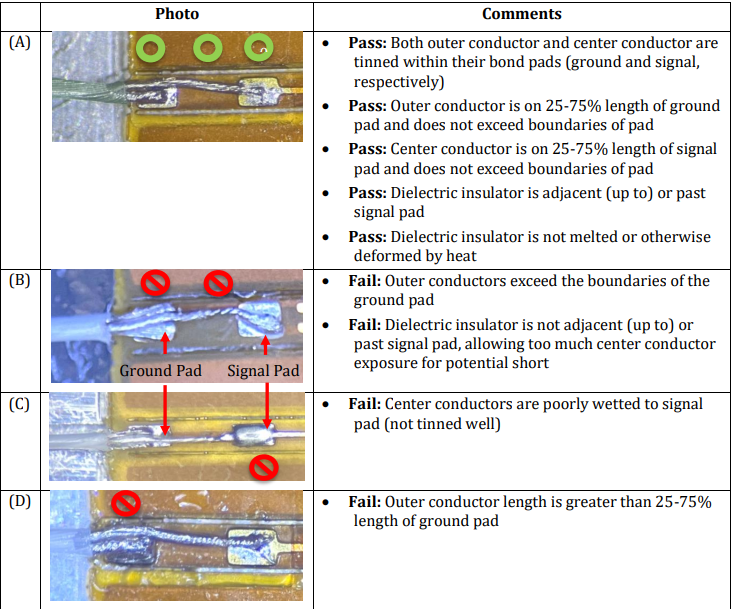 Photo Comments
(A)
• Pass: Both outer conductor and center conductor are
tinned within their bond pads (ground and signal,
respectively)
• Pass: Outer conductor is on 25-75% length of ground
pad and does not exceed boundaries of pad
• Pass: Center conductor is on 25-75% length of signal
pad and does not exceed boundaries of pad
• Pass: Dielectric insulator is adjacent (up to) or past
signal pad
• Pass: Dielectric insulator is not melted or otherwise
deformed by heat
(B)
Ground Pad Signal Pad
• Fail: Outer conductors exceed the boundaries of the
ground pad
• Fail: Dielectric insulator is not adjacent (up to) or
past signal pad, allowing too much center conductor
exposure for potential short
(C)
• Fail: Center conductors are poorly wetted to signal
pad (not tinned well)
(D)
• Fail: Outer conductor length is greater than 25-75%
length of ground pad